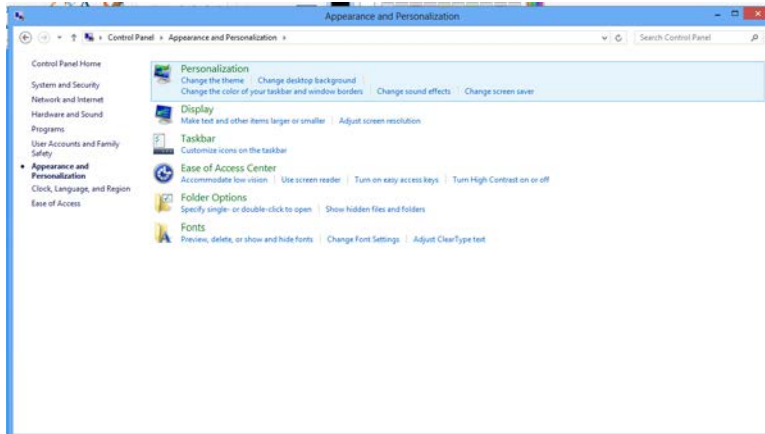 Appearance and Personalization
Control Panel
Appearance and Personalization
Search Control Panel
Control Panel Home
System and Security
Network and Internet
Hardware and Sound
Programs
User Accounts and Family
Safety
Appearance and
Personalization
Clock, Language, and Region
Ease of Access
Personalization
Change the theme
Change desktop background
Change the color of your taskbar and window borders
Change sound effects
Change screen saver
Display
Make text and other items larger or smaller
Adjust screen resolution
Taskbar
Customize icons on the taskbar
Ease of Access Center
Accommodate low vision
Use screen reader
Turn on easy access keys
Turn High Contrast on or off
Folder Options
Specify single- or double-click to open
Show hidden files and folders
Fonts
Preview, delete, or show and hide fonts
Change Font Settings
Adjust ClearType text